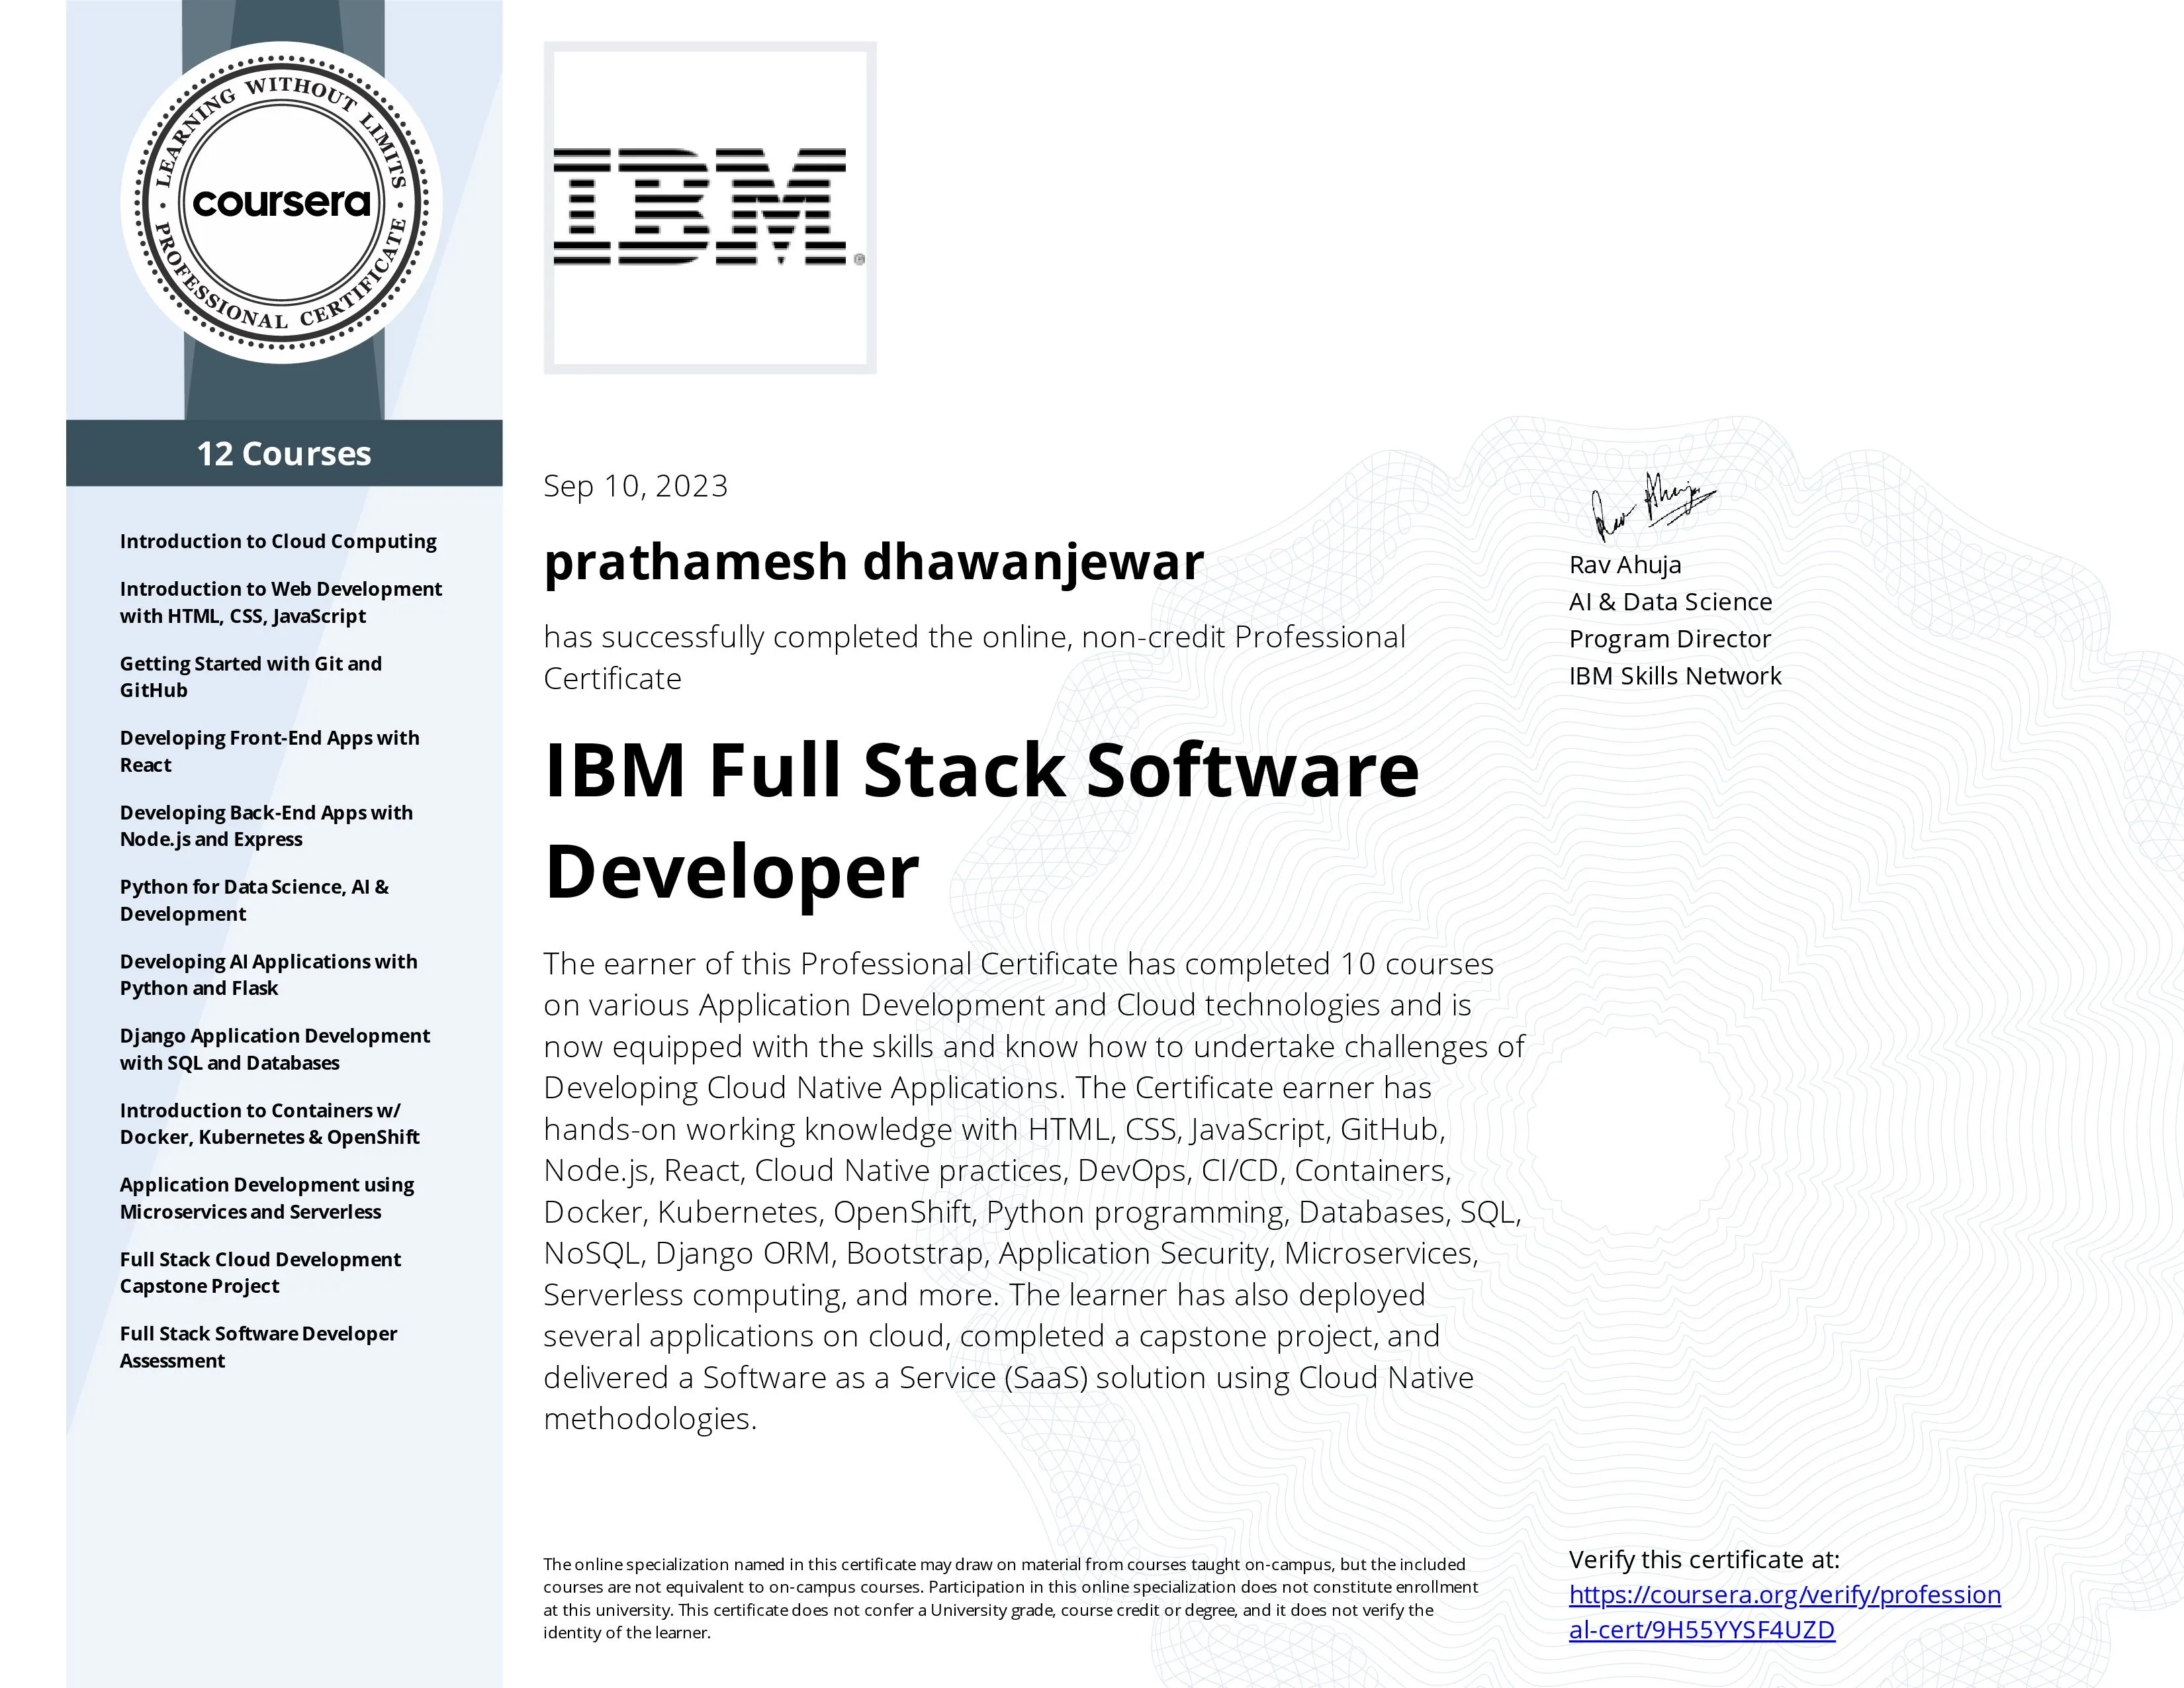 LEARNING WITHOUT LIMITS
coursera
PROFESSIONAL CERTIFICATE
12 Courses
Introduction to Cloud Computing
Introduction to Web Development
with HTML, CSS, JavaScript
Getting Started with Git and
GitHub
Developing Front-End Apps with
React
Developing Back-End Apps with
Node.js and Express
Python for Data Science, AI &
Development
Developing AI Applications with
Python and Flask
Django Application Development
with SQL and Databases
Introduction to Containers w/
Docker, Kubernetes & OpenShift
Application Development using
Microservices and Serverless
Full Stack Cloud Development
Capstone Project
Full Stack Software Developer
Assessment
IBM®
Sep 10, 2023
prathamesh dhawanjewar
has successfully completed the online, non-credit Professional
Certificate
IBM Full Stack Software
Developer
The earner of this Professional Certificate has completed 10 courses
on various Application Development and Cloud technologies and is
now equipped with the skills and know how to undertake challenges of
Developing Cloud Native Applications. The Certificate earner has
hands-on working knowledge with HTML, CSS, JavaScript, GitHub,
Node.js, React, Cloud Native practices, DevOps, CI/CD, Containers,
Docker, Kubernetes, OpenShift, Python programming, Databases, SQL,
NoSQL, Django ORM, Bootstrap, Application Security, Microservices,
Serverless computing, and more. The learner has also deployed
several applications on cloud, completed a capstone project, and
delivered a Software as a Service (SaaS) solution using Cloud Native
methodologies.
The online specialization named in this certificate may draw on material from courses taught on-campus, but the included
courses are not equivalent to on-campus courses. Participation in this online specialization does not constitute enrollment
at this university. This certificate does not confer a University grade, course credit or degree, and it does not verify the
identity of the learner.
Rav Ahuja
Rav Ahuja
AI & Data Science
Program Director
IBM Skills Network
Verify this certificate at:
https://coursera.org/verify/profession
al-cert/9H55YYSF4UZD